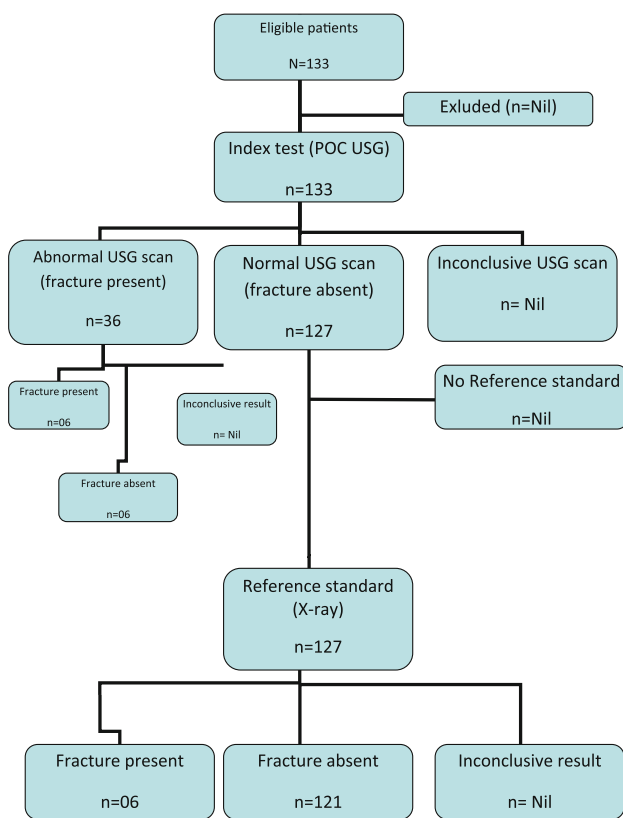 Eligible patients
N=133
Exluded (n=Nil)
Index test (POC USG)
n=133
Abnormal USG scan
(fracture present)
n=36
Normal USG scan
(fracture absent)
n=127
Inconclusive USG scan
n= Nil
Fracture present
n=06
Inconclusive result
n= Nil
No Reference standard
n=Nil
Fracture absent
n=06
Reference standard
(X-ray)
n=127
Fracture present
n=06
Fracture absent
n=121
Inconclusive result
n= Nil